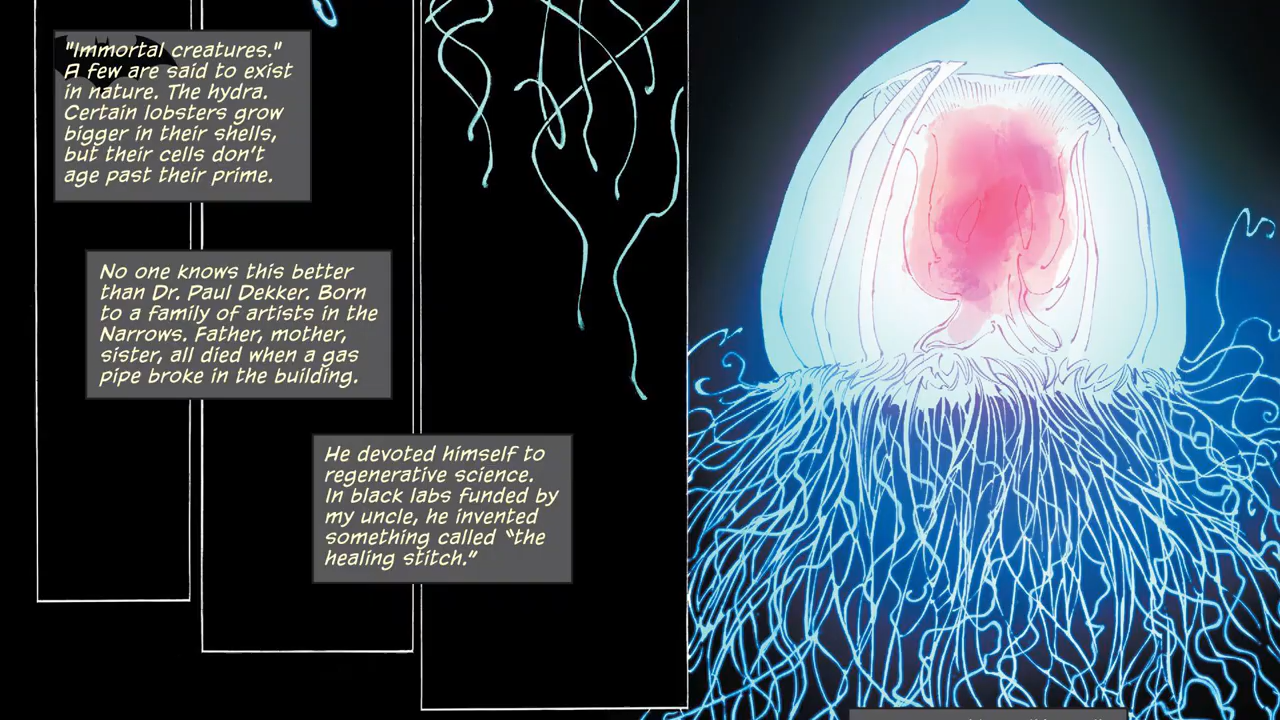 "Immortal creatures."
A few are said to exist
in nature. The hydra.
Certain lobsters grow
bigger in their shells,
but their cells don't
age past their prime.
No one knows this better
than Dr. Paul Dekker. Born
to a family of artists in the
Narrows. Father, mother,
sister, all died when a gas
pipe broke in the building.
He devoted himself to
regenerative science.
In black labs funded by
my uncle, he invented
something called "the
healing stitch."